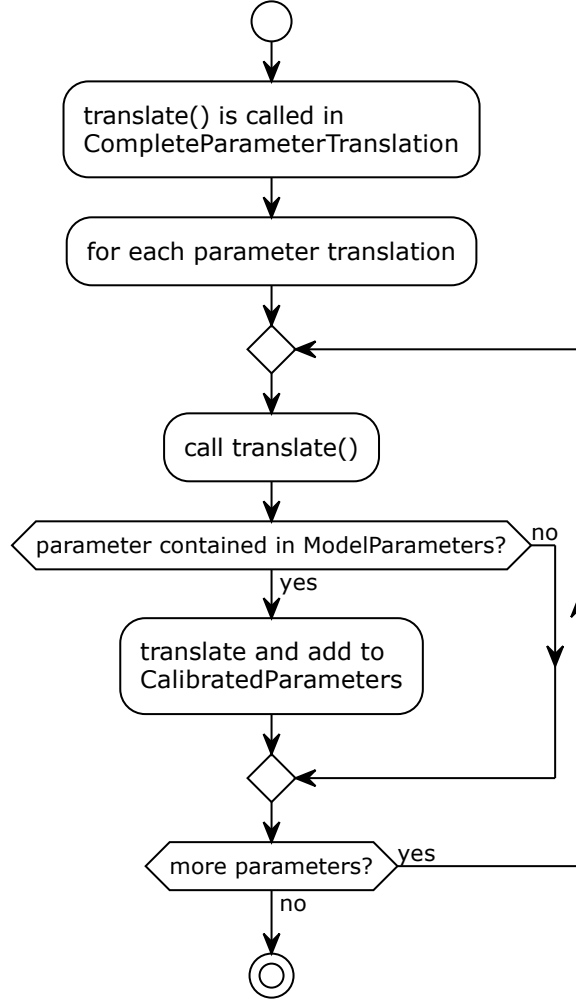 translate() is called in
CompleteParameterTranslation
for each parameter translation
call translate()
parameter contained in ModelParameters?
no
yes
translate and add to
CalibratedParameters
more parameters?
yes
no